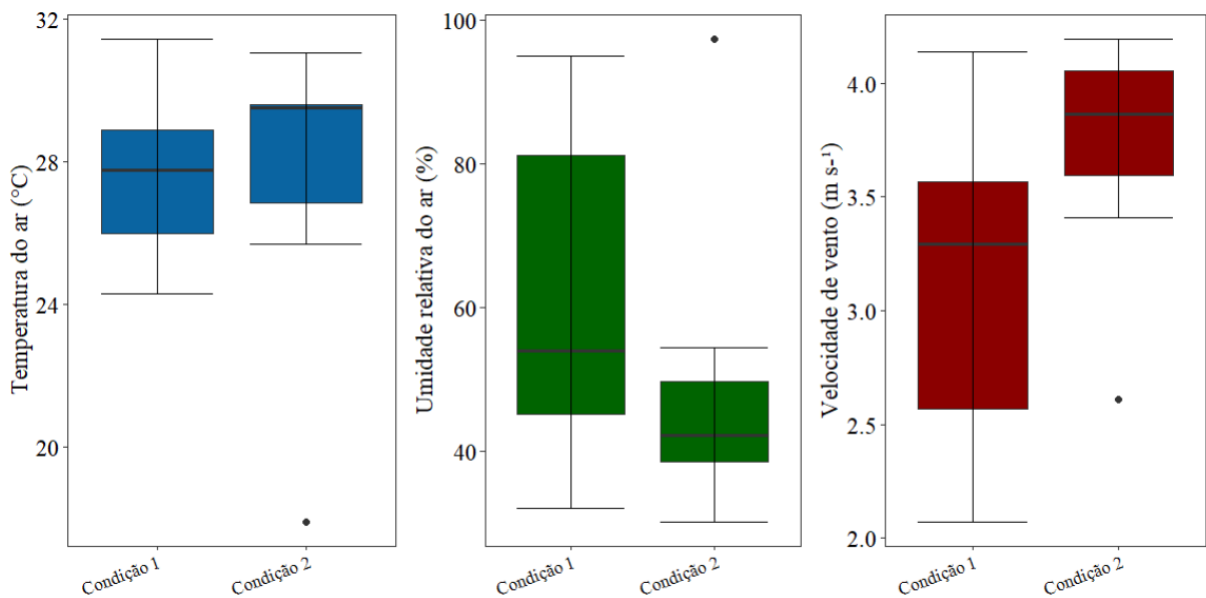 Temperatura do ar (°C)
32
28
24
20
Condição 1
Condição 2
Umidade relativa do ar (%)
100
80
60
40
Condição 1
Condição 2
Velocidade de vento (m s-¹)
4.0
3.5
3.0
2.5
2.0
Condição 1
Condição 2